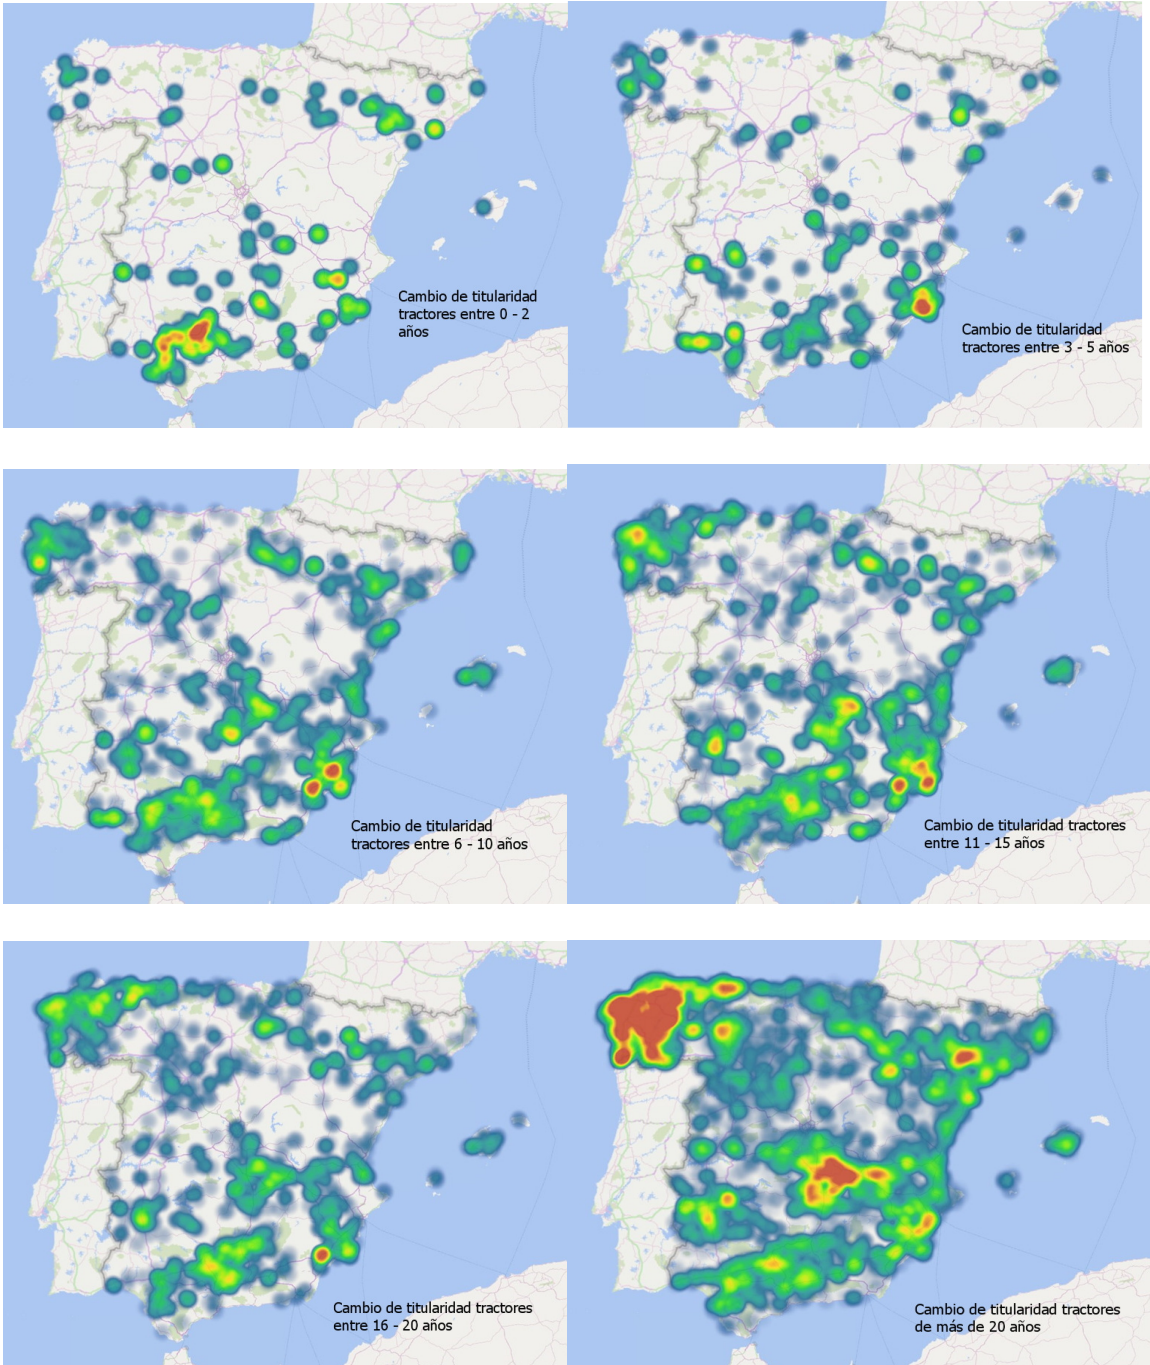 Cambio de titularidad
tractores entre 0 - 2
años
Cambio de titularidad
tractores entre 3 - 5 años
Cambio de titularidad
tractores entre 6 - 10 años
Cambio de titularidad tractores
entre 11 - 15 años
Cambio de titularidad tractores
entre 16 - 20 años
Cambio de titularidad tractores
de más de 20 años